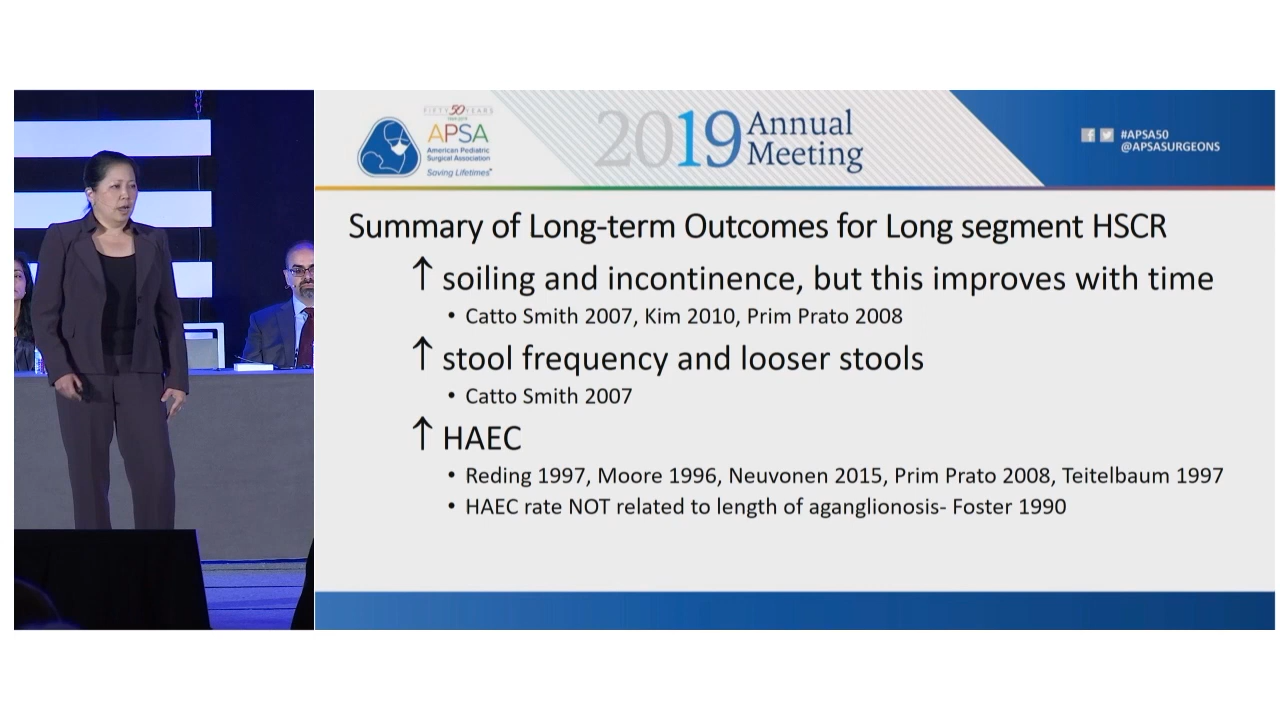 FIFTY 50 YEARS
APSA
American Pediatric
Surgical Association
Saving Lifetimes
2019 Annual
Meeting
#APSA50
@APSASURGEONS
Summary of Long-term Outcomes for Long segment HSCR
↑ soiling and incontinence, but this improves with time
• Catto Smith 2007, Kim 2010, Prim Prato 2008
↑ stool frequency and looser stools
• Catto Smith 2007
↑ HAEC
• Reding 1997, Moore 1996, Neuvonen 2015, Prim Prato 2008, Teitelbaum 1997
• HAEC rate NOT related to length of aganglionosis- Foster 1990